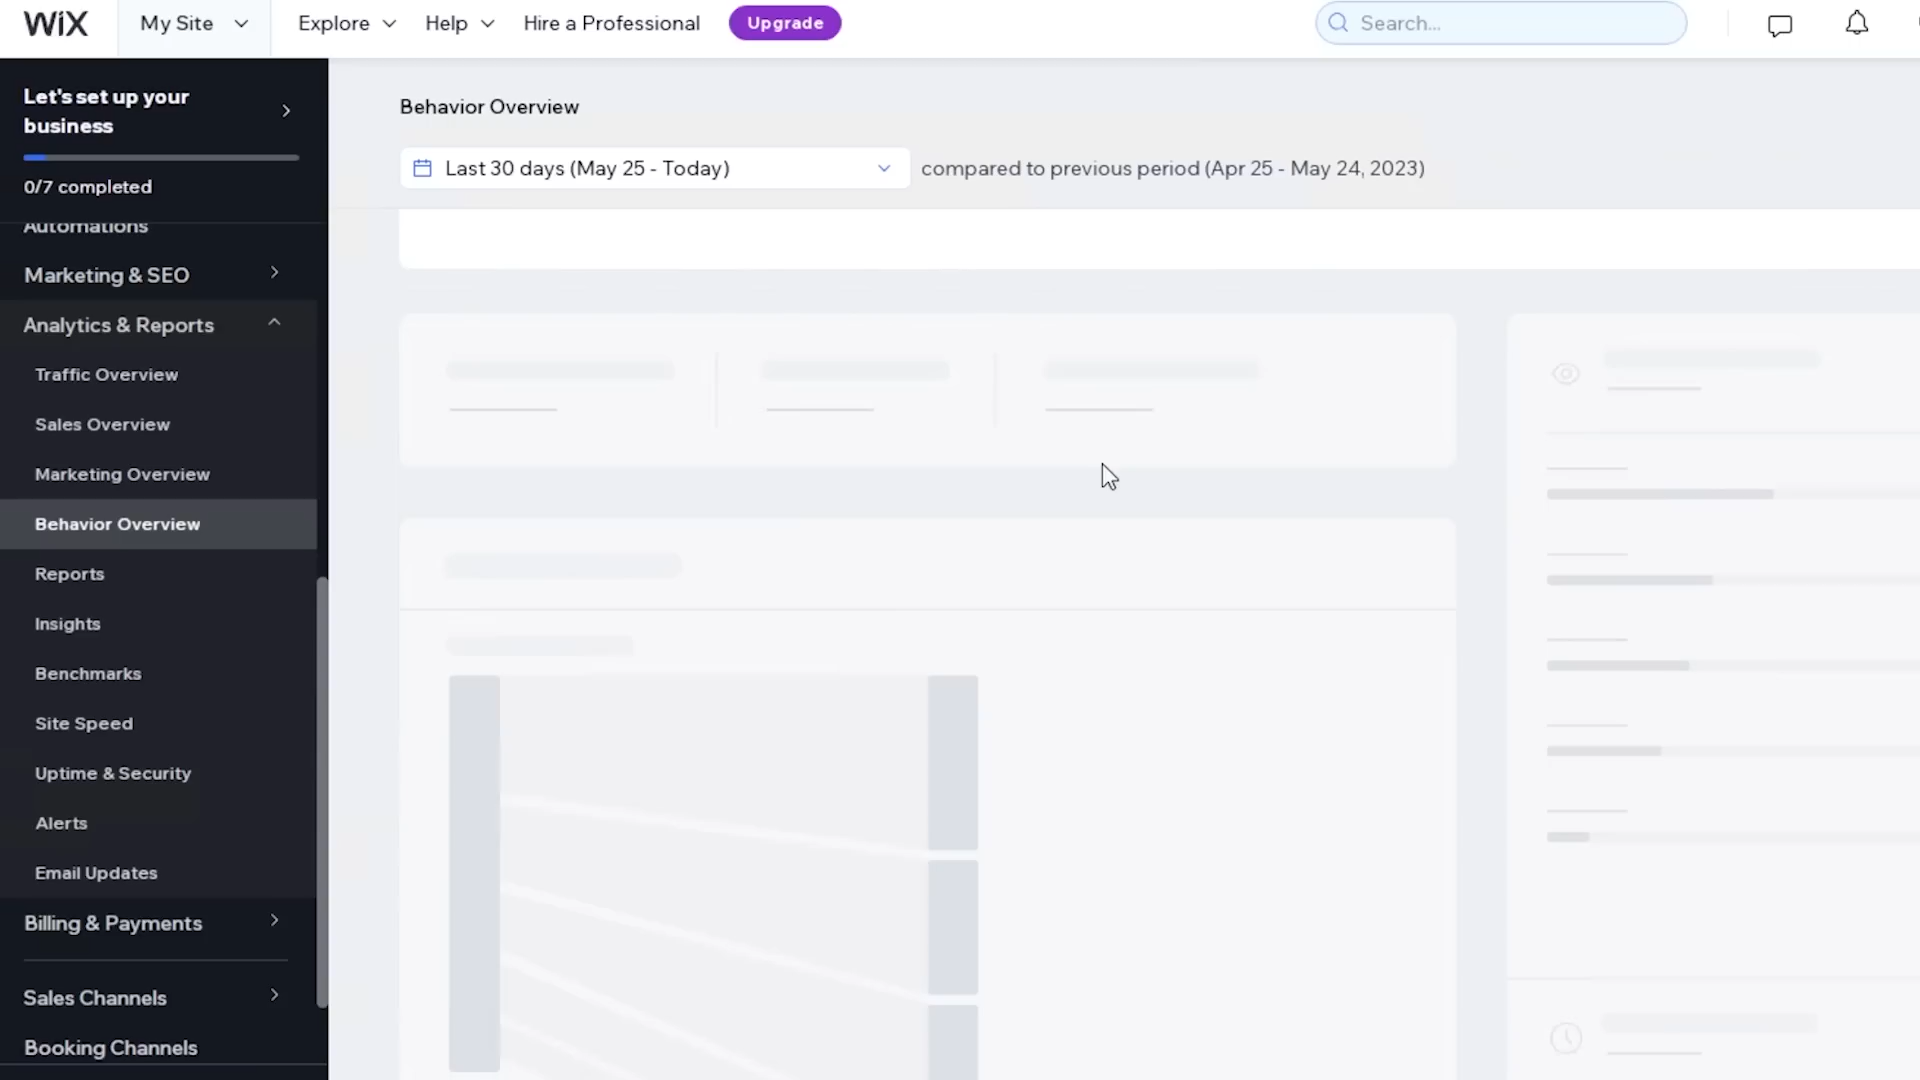 WiX My Site Explore Help Hire a Professional Upgrade Search...
Let's set up your
business
0/7 completed
Automations
Marketing & SEO
Analytics & Reports
Traffic Overview
Sales Overview
Marketing Overview
Behavior Overview
Reports
Insights
Benchmarks
Site Speed
Uptime & Security
Alerts
Email Updates
Billing & Payments
Sales Channels
Booking Channels
Behavior Overview
Last 30 days (May 25 - Today) compared to previous period (Apr 25 - May 24, 2023)